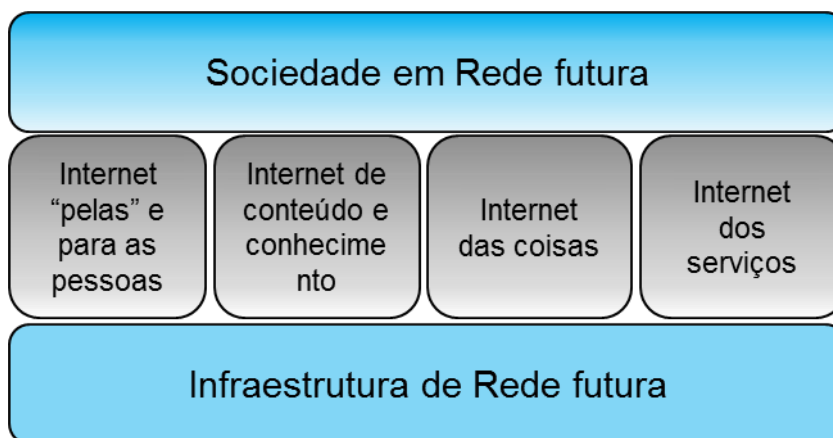 Sociedade em Rede futura
Internet
“pelas” e
para as
pessoas
Internet de
conteúdo e
conhecime
nto
Internet
das coisas
Internet
dos
serviços
Infraestrutura de Rede futura